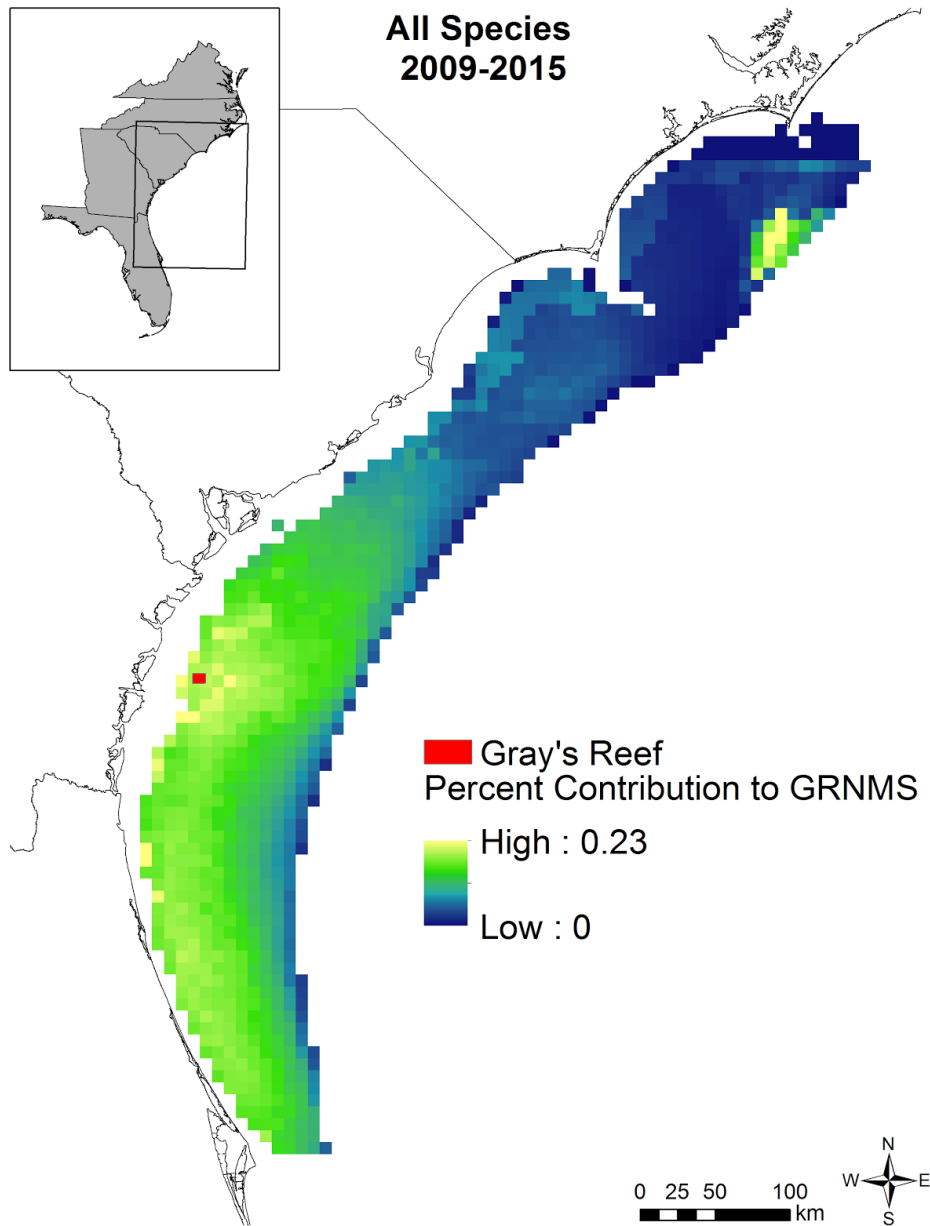 All Species
2009-2015
Gray's Reef
Percent Contribution to GRNMS
High : 0.23
Low : 0
N
W E
S
0 25 50 100
km